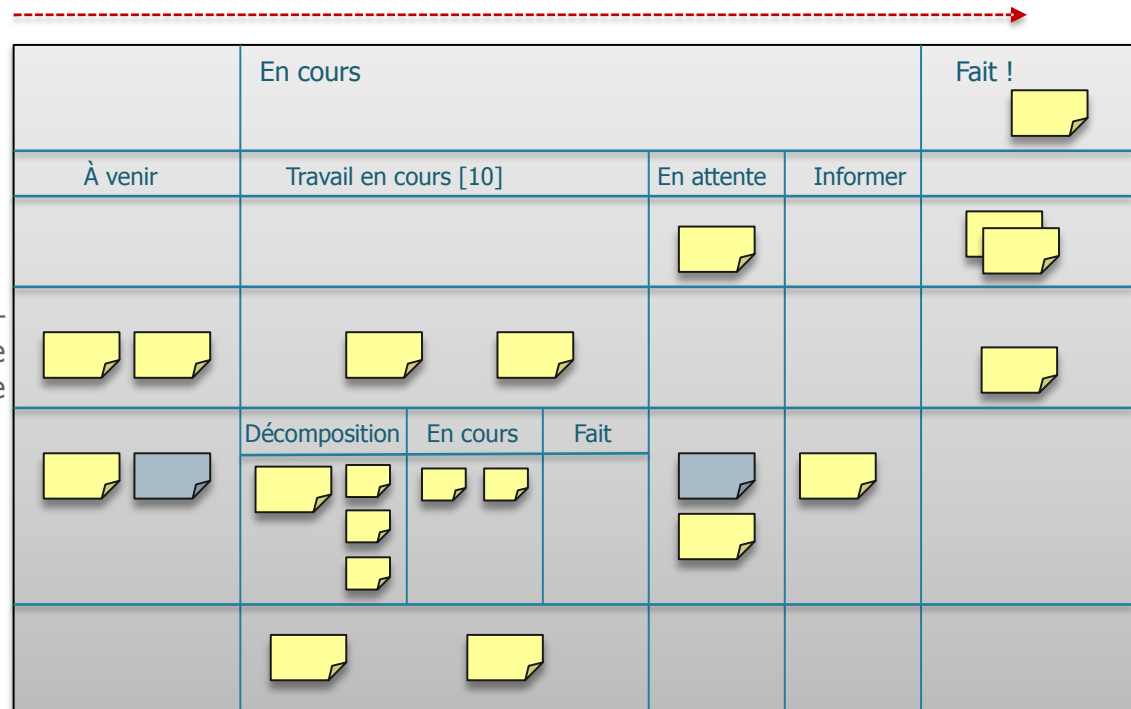 En cours
Fait !
À venir
Travail en cours [10]
En attente
Informer
Décomposition
En cours
Fait